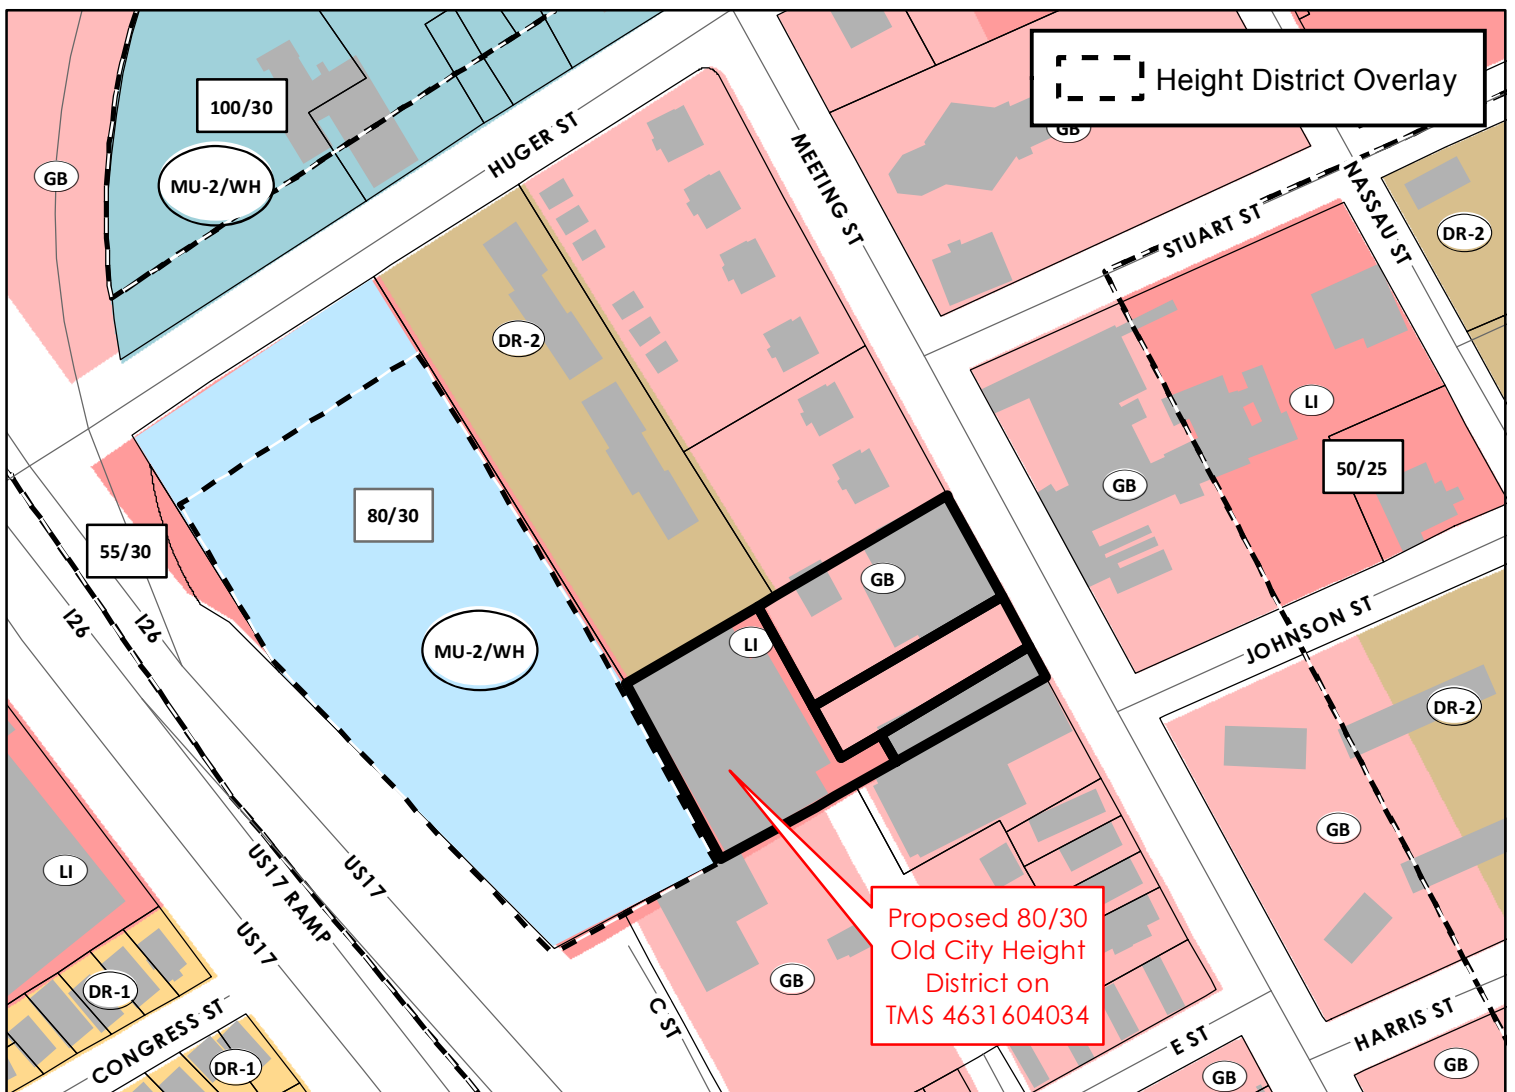 Height District Overlay
100/30
MU-2/WH
GB
HUGER ST
MEETING ST
GB
NASSAU ST
STUART ST
DR-2
DR-2
LI
50/25
GB
80/30
55/30
I26
I26
MU-2/WH
GB
LI
JOHNSON ST
DR-2
GB
LI
US17
US17 RAMP
US17
Proposed 80/30
Old City Height
District on
TMS 4631604034
GB
DR-1
CONGRESS ST
DR-1
C ST
E ST
HARRIS ST
GB
GB